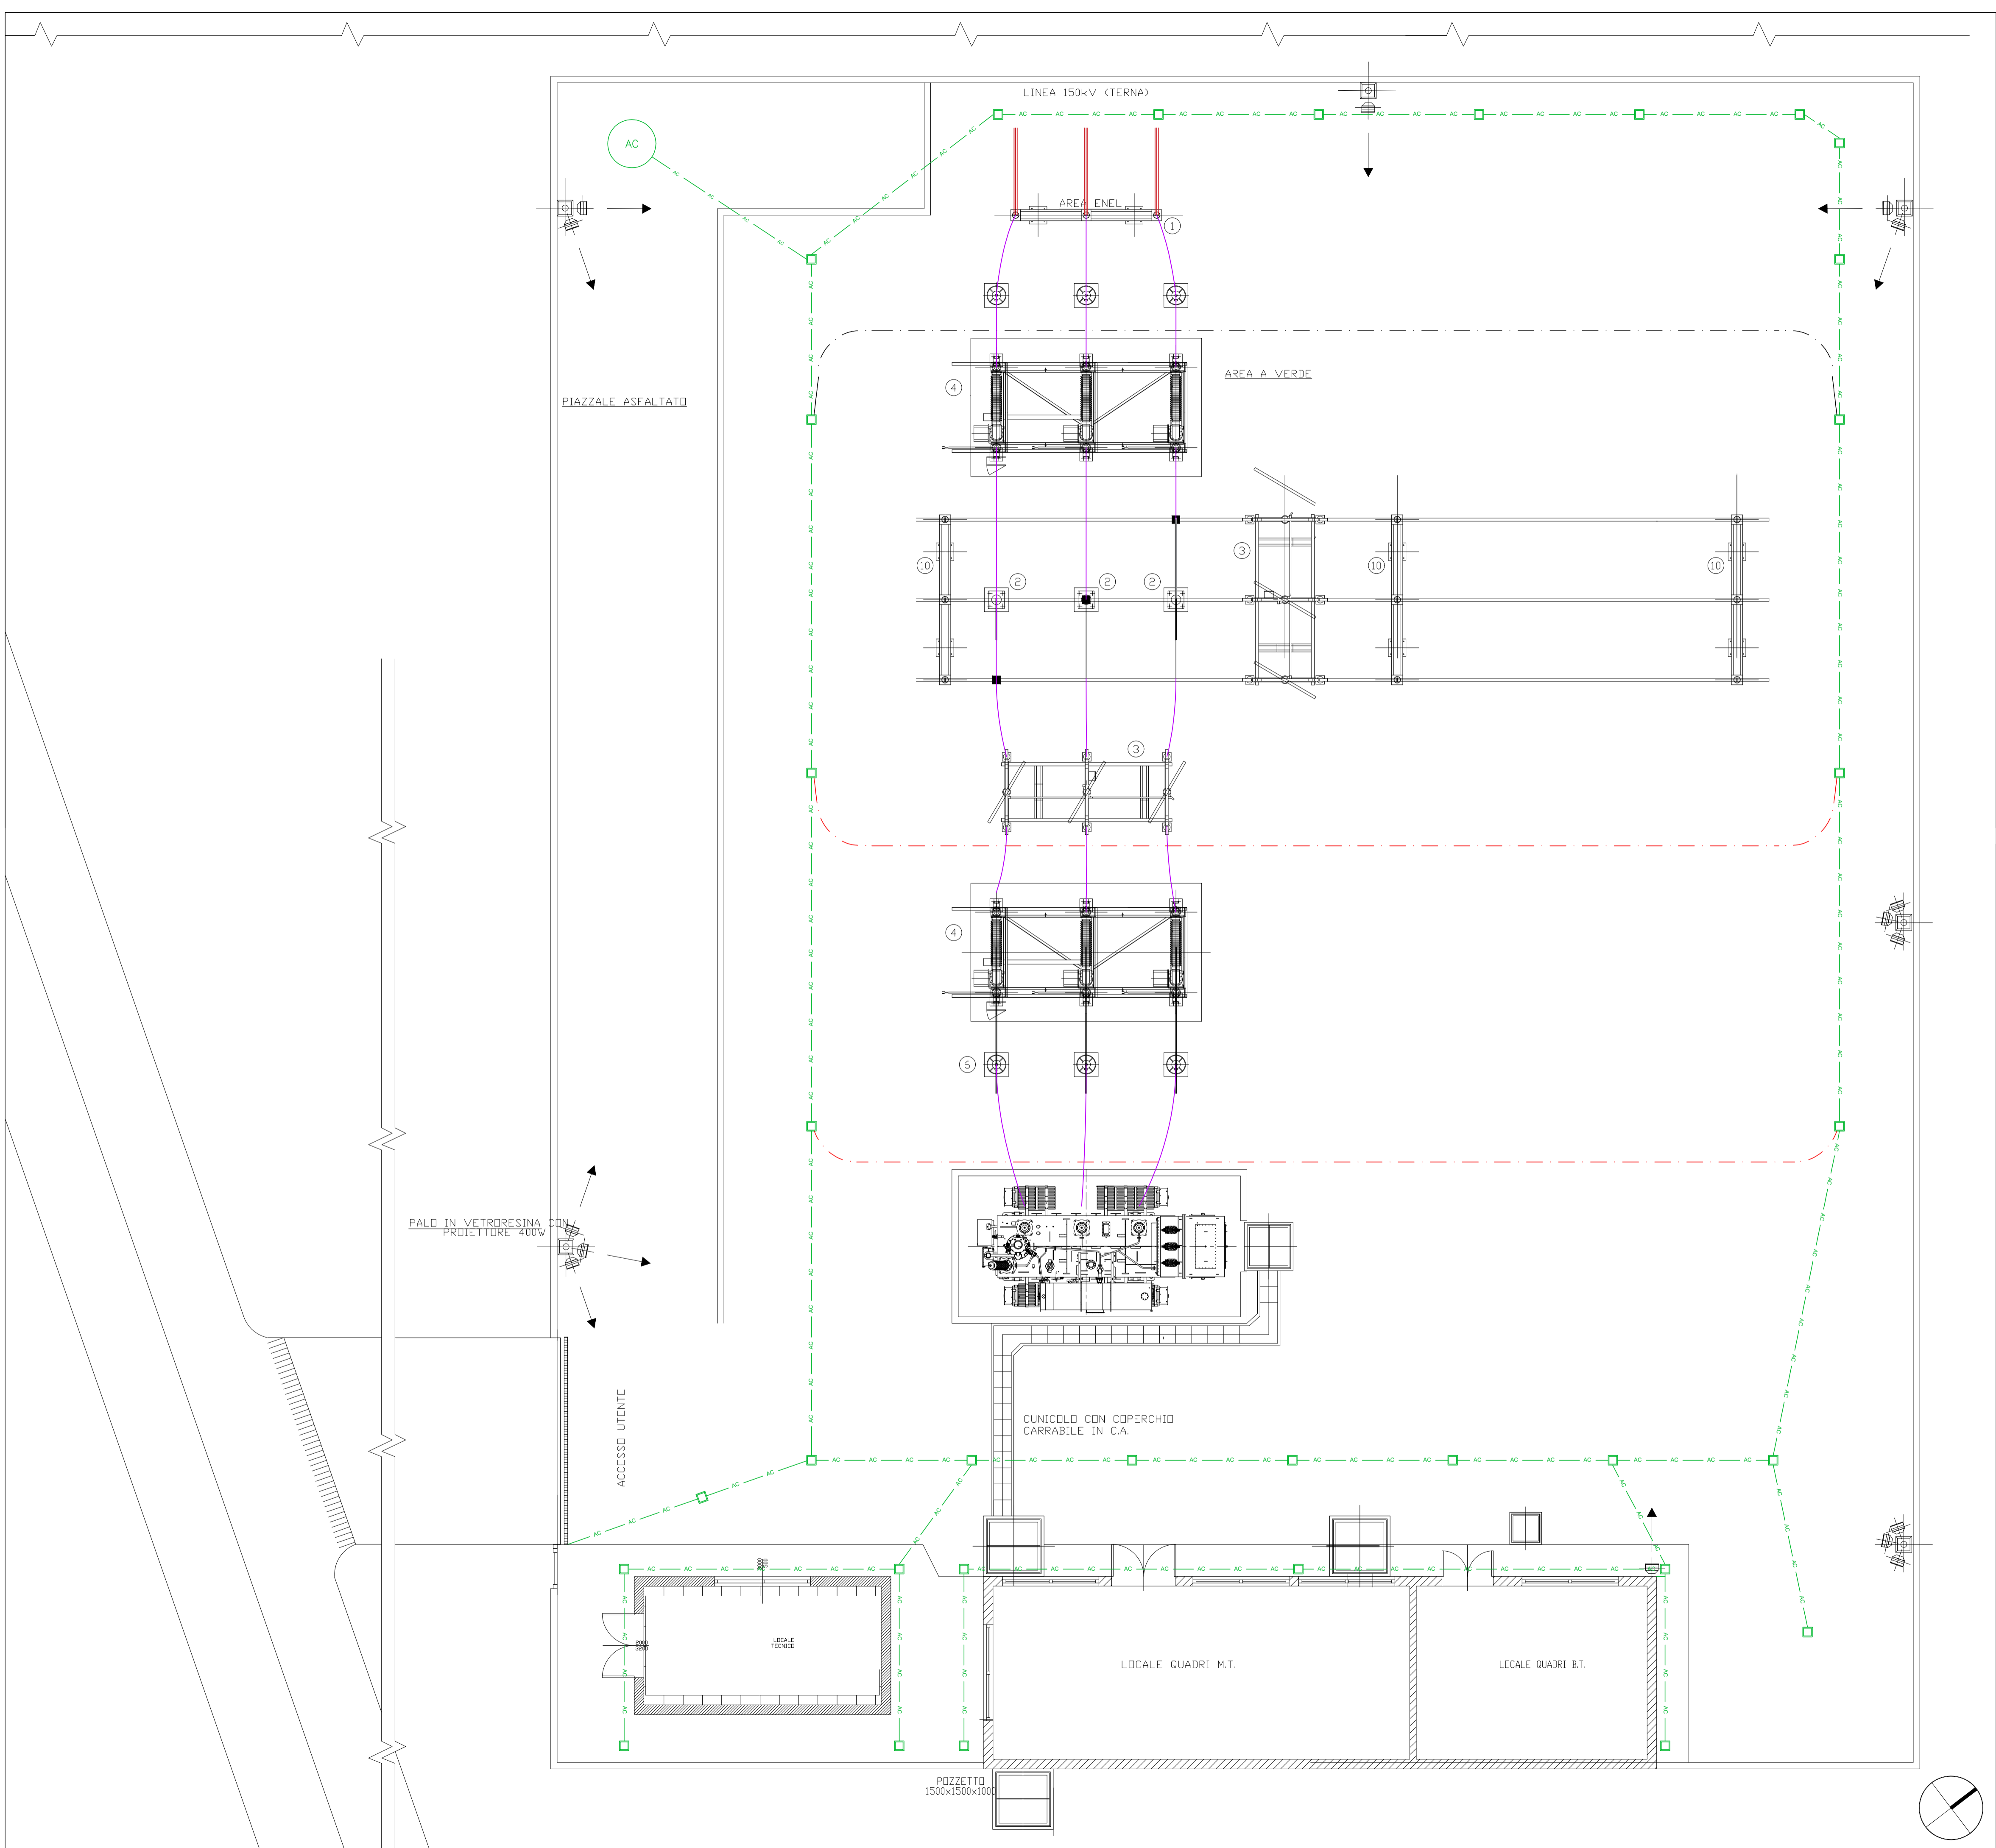 LINEA 150kV (TERNA)
AC
AREA ENEL
1
4
AREA A VERDE
PIAZZALE ASFALTATO
3
10
2
2
2
10
10
3
4
6
PALO IN VETRORESINA CON
PROIETTORE 400W
ACCESSO UTENTE
CUNICOLO CON COPERCHIO
CARRABILE IN C.A.
LOCALE
TECNICO
2000
3200
LOCALE QUADRI M.T.
LOCALE QUADRI B.T.
POZZETTO
1500x1500x1000